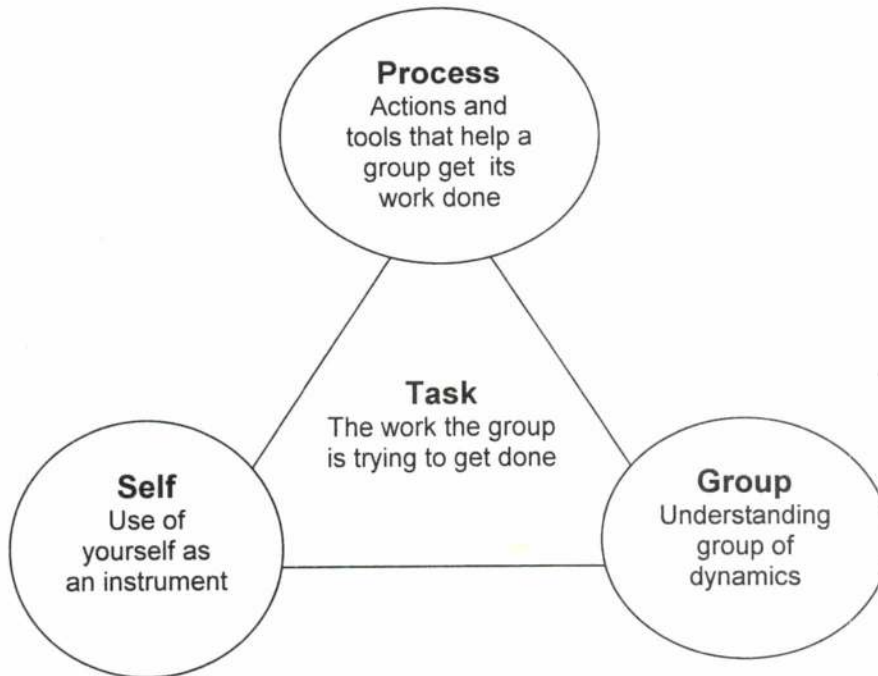 Process
Actions and
tools that help a
group get its
work done
Task
The work the group
is trying to get done
Self
Use of
yourself as
an instrument
Group
Understanding
group of
dynamics